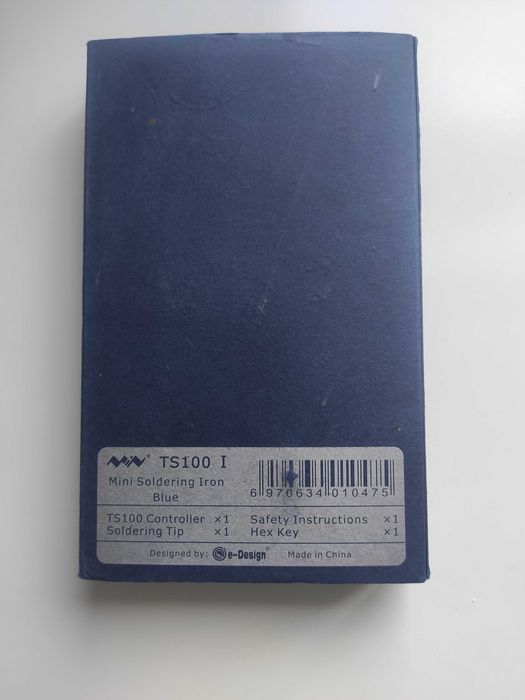 MiNi TS100 I
Mini Soldering Iron
Blue
6 970634 010475
TS100 Controller ×1 Safety Instructions ×1
Soldering Tip ×1 Hex Key ×1
Designed by: e-Design® Made in China